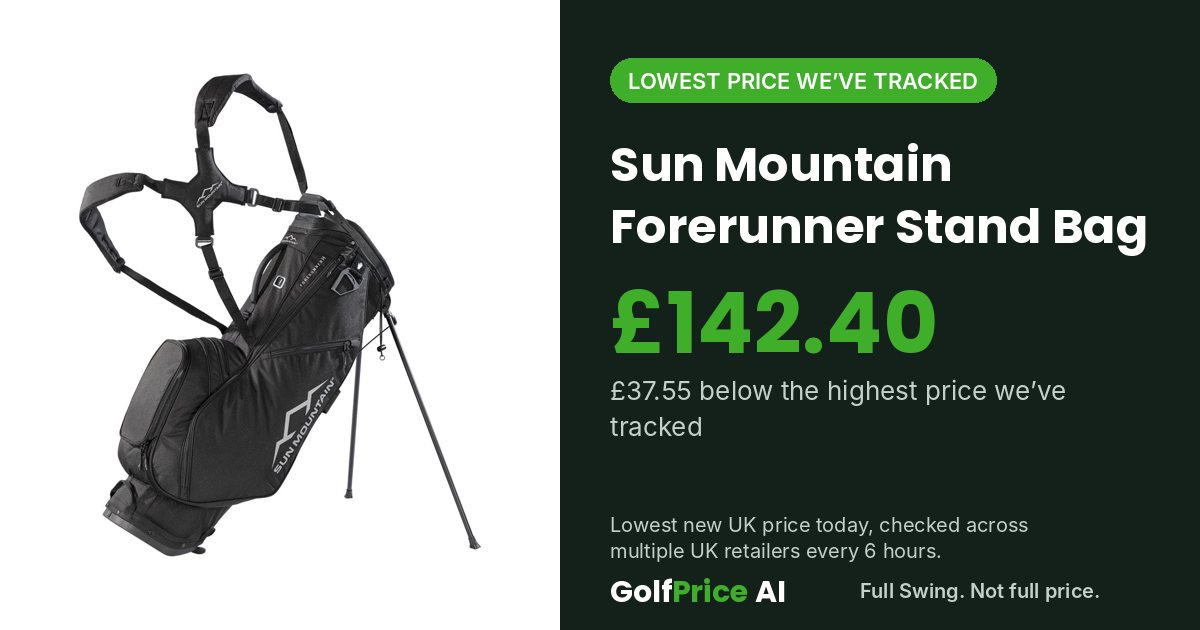 LOWEST PRICE WE’VE TRACKED
Sun Mountain
Forerunner Stand Bag
£142.40
£37.55 below the highest price we’ve
tracked
Lowest new UK price today, checked across
multiple UK retailers every 6 hours.
GolfPrice AI
Full Swing. Not full price.
SUN MOUNTAIN